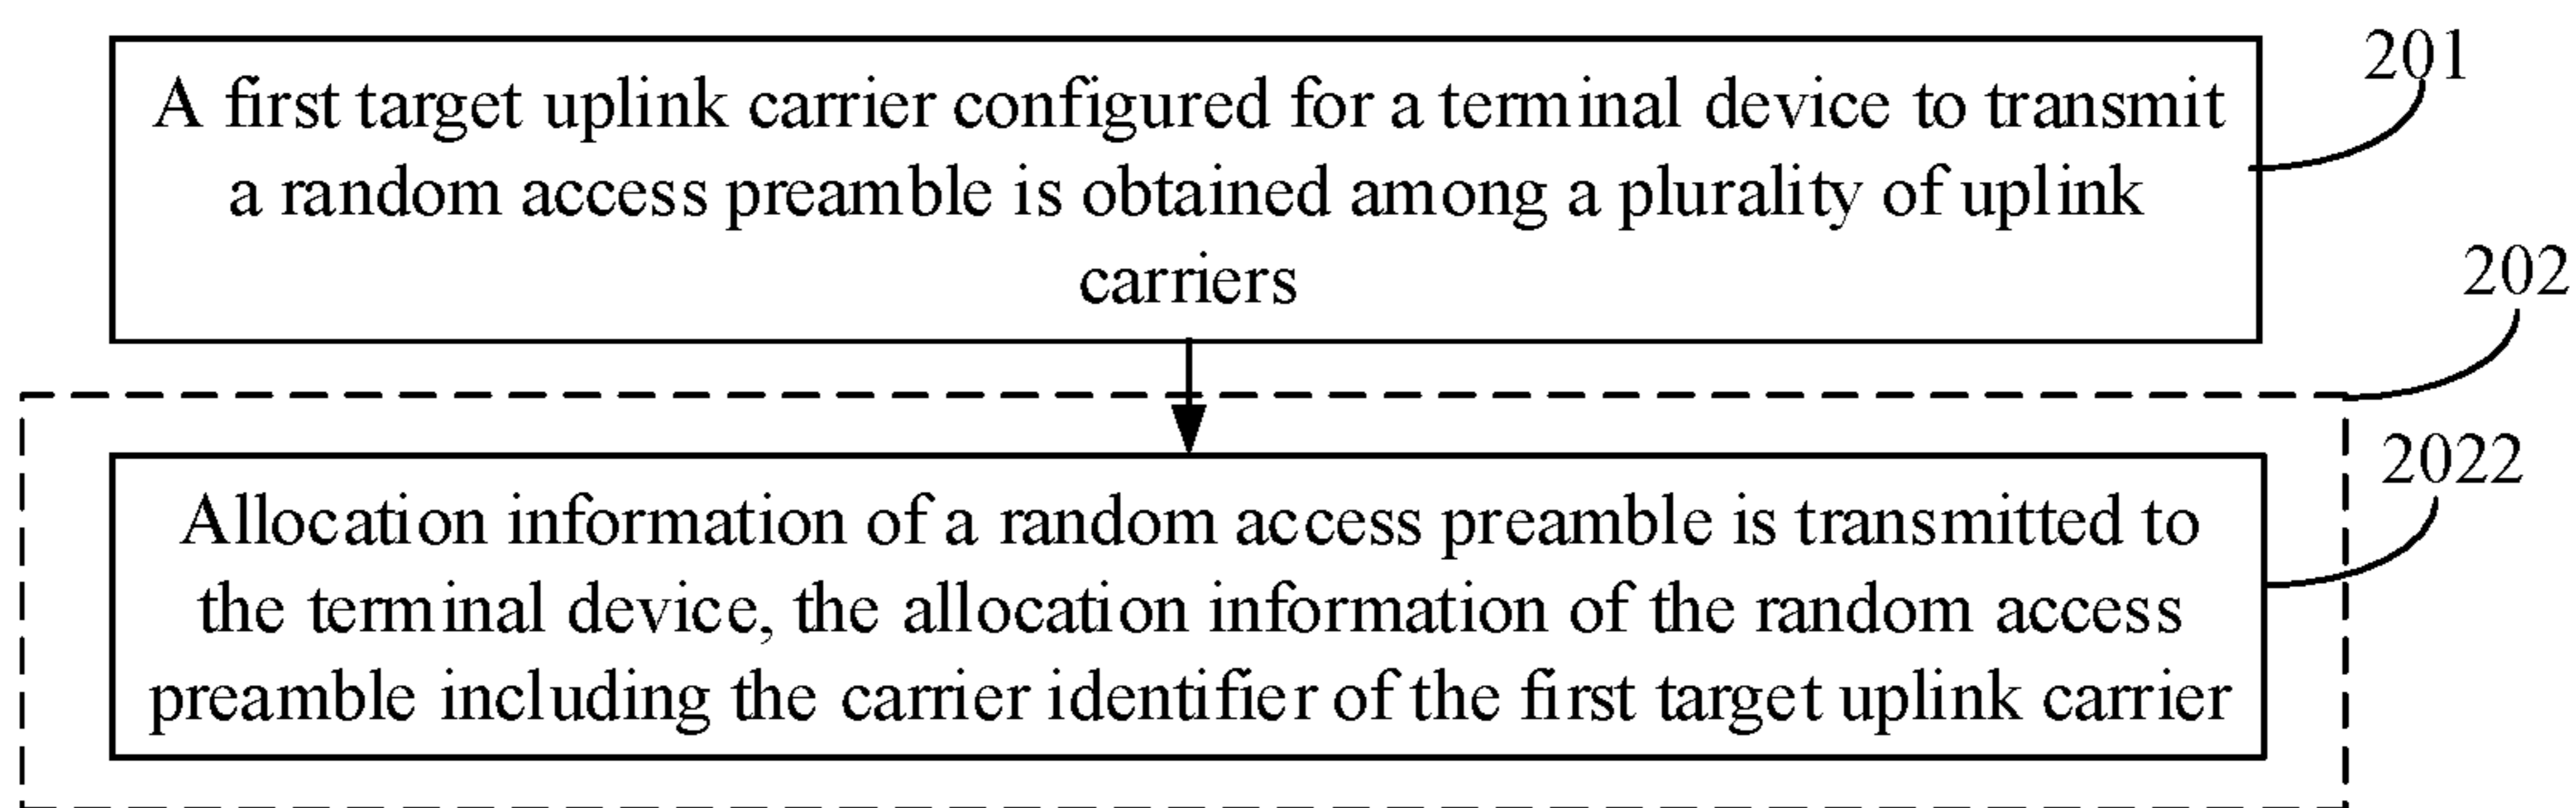 201
A first target uplink carrier configured for a terminal device to transmit
a random access preamble is obtained among a plurality of uplink
carriers
202
2022
Allocation information of a random access preamble is transmitted to
the terminal device, the allocation information of the random access
preamble including the carrier identifier of the first target uplink carrier